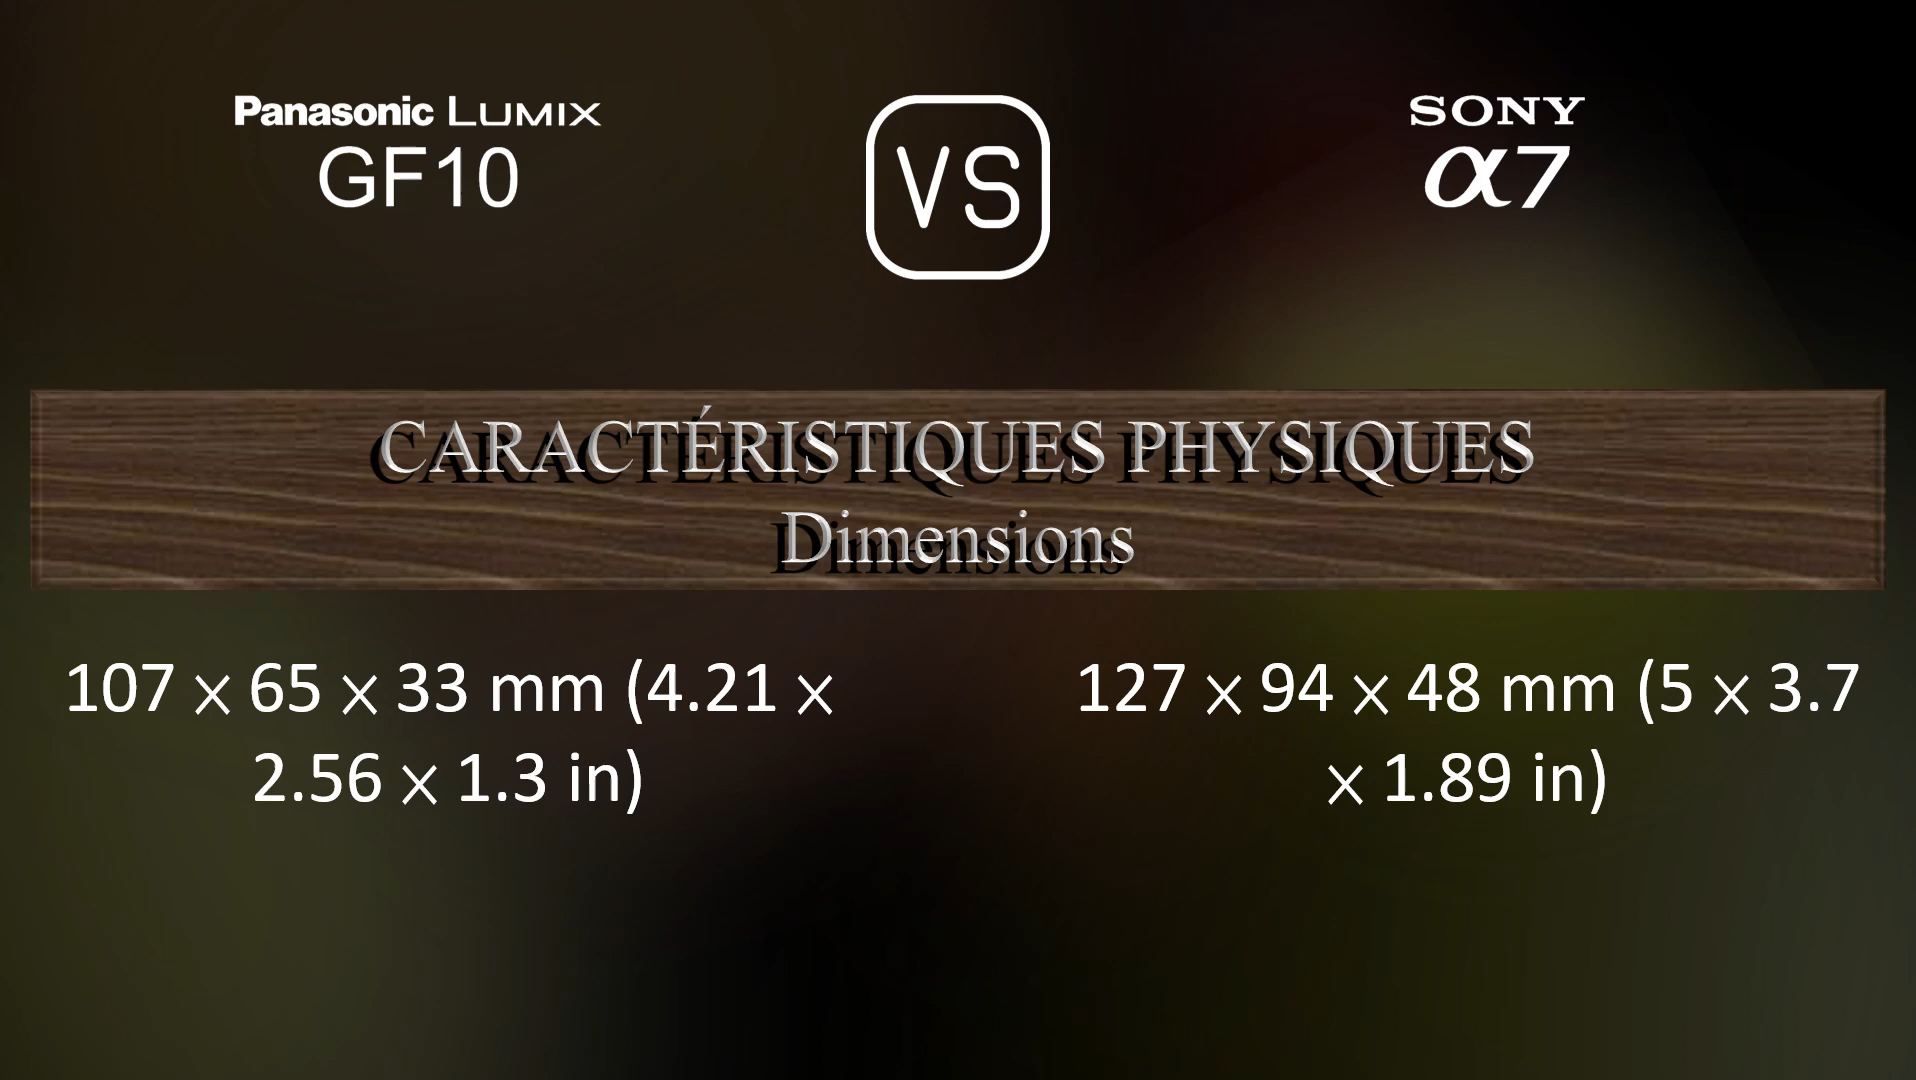 Panasonic LUMIX
GF10
VS
SONY
α7
CARACTÉRISTIQUES PHYSIQUES
Dimensions
107 x 65 x 33 mm (4.21 x
2.56 x 1.3 in)
127 x 94 x 48 mm (5 x 3.7
x 1.89 in)